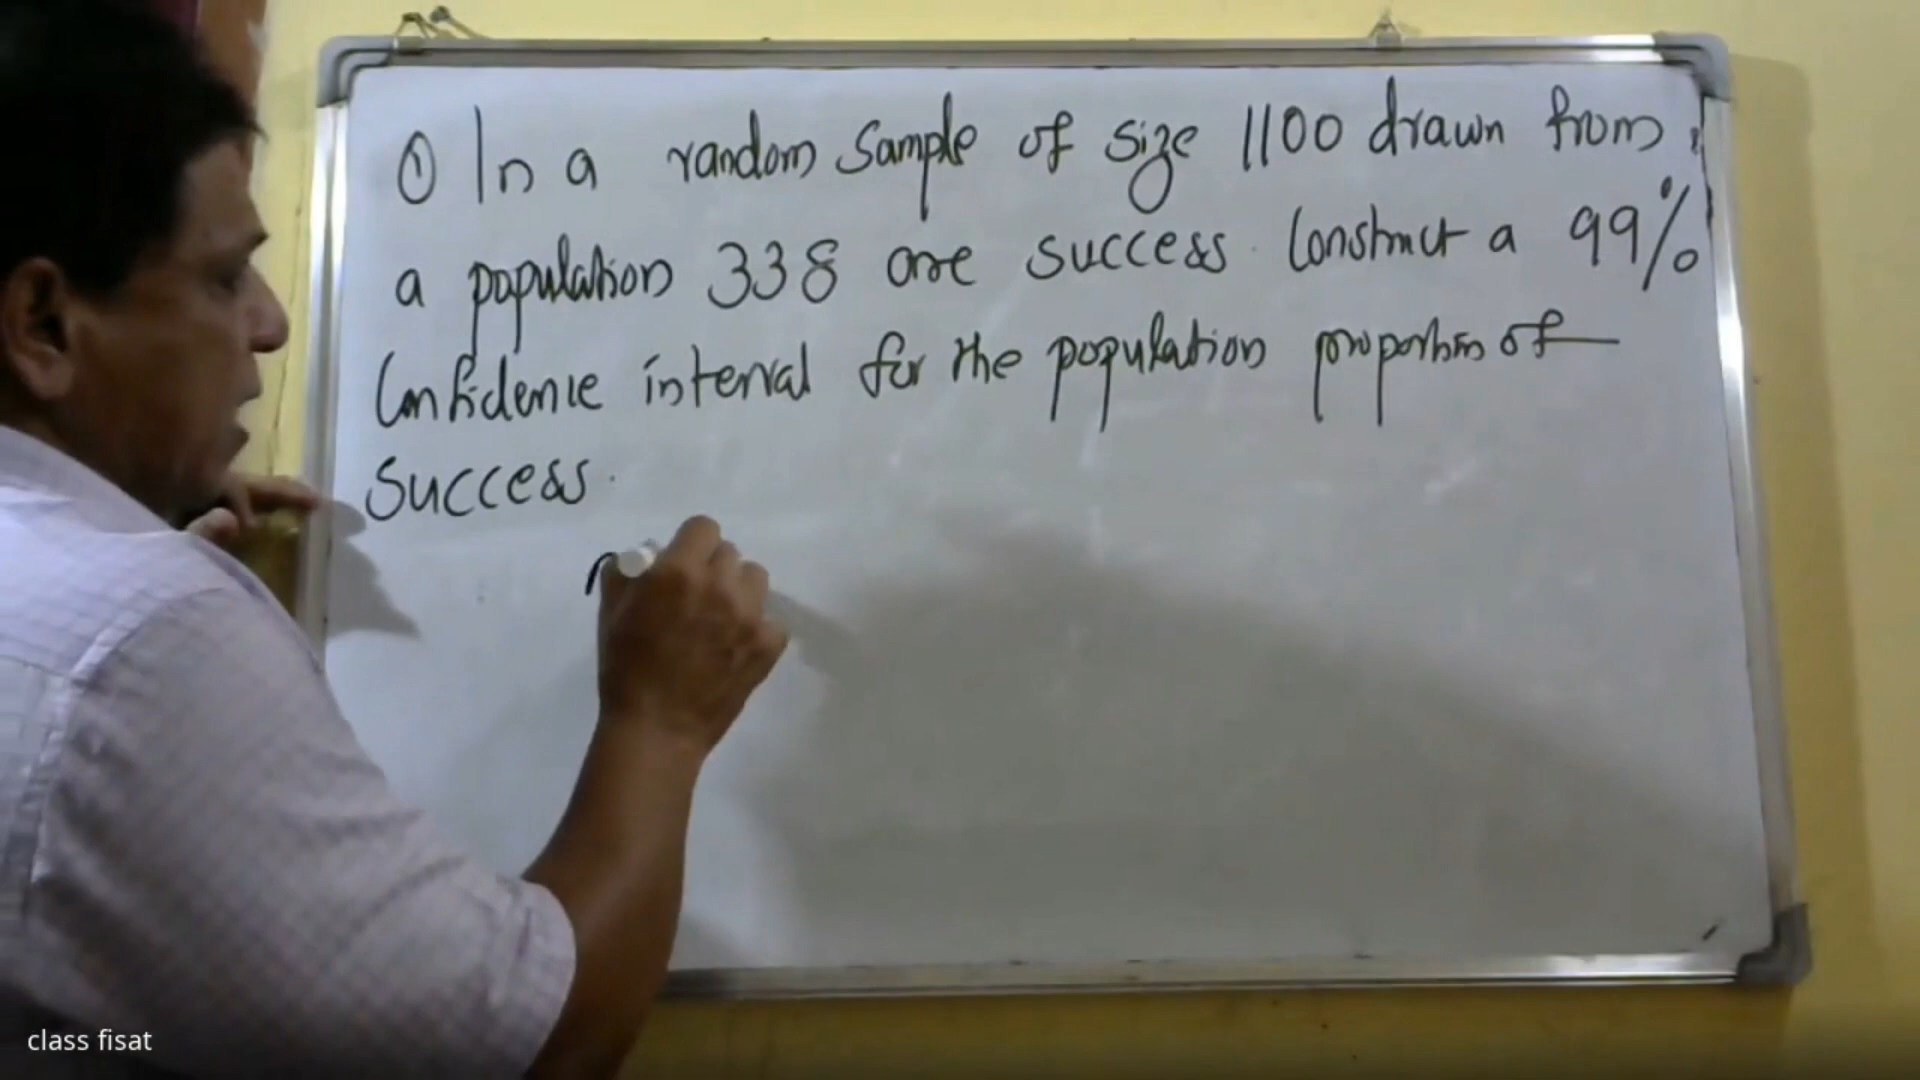 ① In a random sample of size 1100 drawn from
a population 338 are success. Construct a 99%
Confidence interval for the population proportion of
success.
class fisat